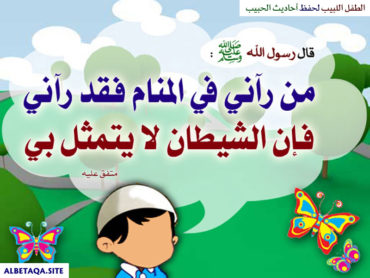 الطفل اللبيب لحفظ أحاديث الحبيب
قال رسول الله ﷺ :
من رآني في المنام فقد رآني
فإن الشيطان لا يتمثل بي
متفق عليه
ALBETAQA.SITE